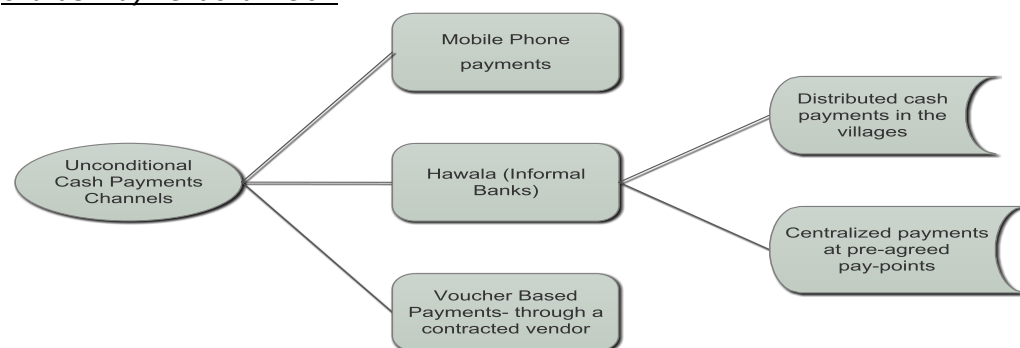 Mobile Phone
payments
Unconditional
Cash Payments
Channels
Hawala (Informal
Banks)
Voucher Based
Payments- through a
contracted vendor
Distributed cash
payments in the
villages
Centralized payments
at pre-agreed
pay-points